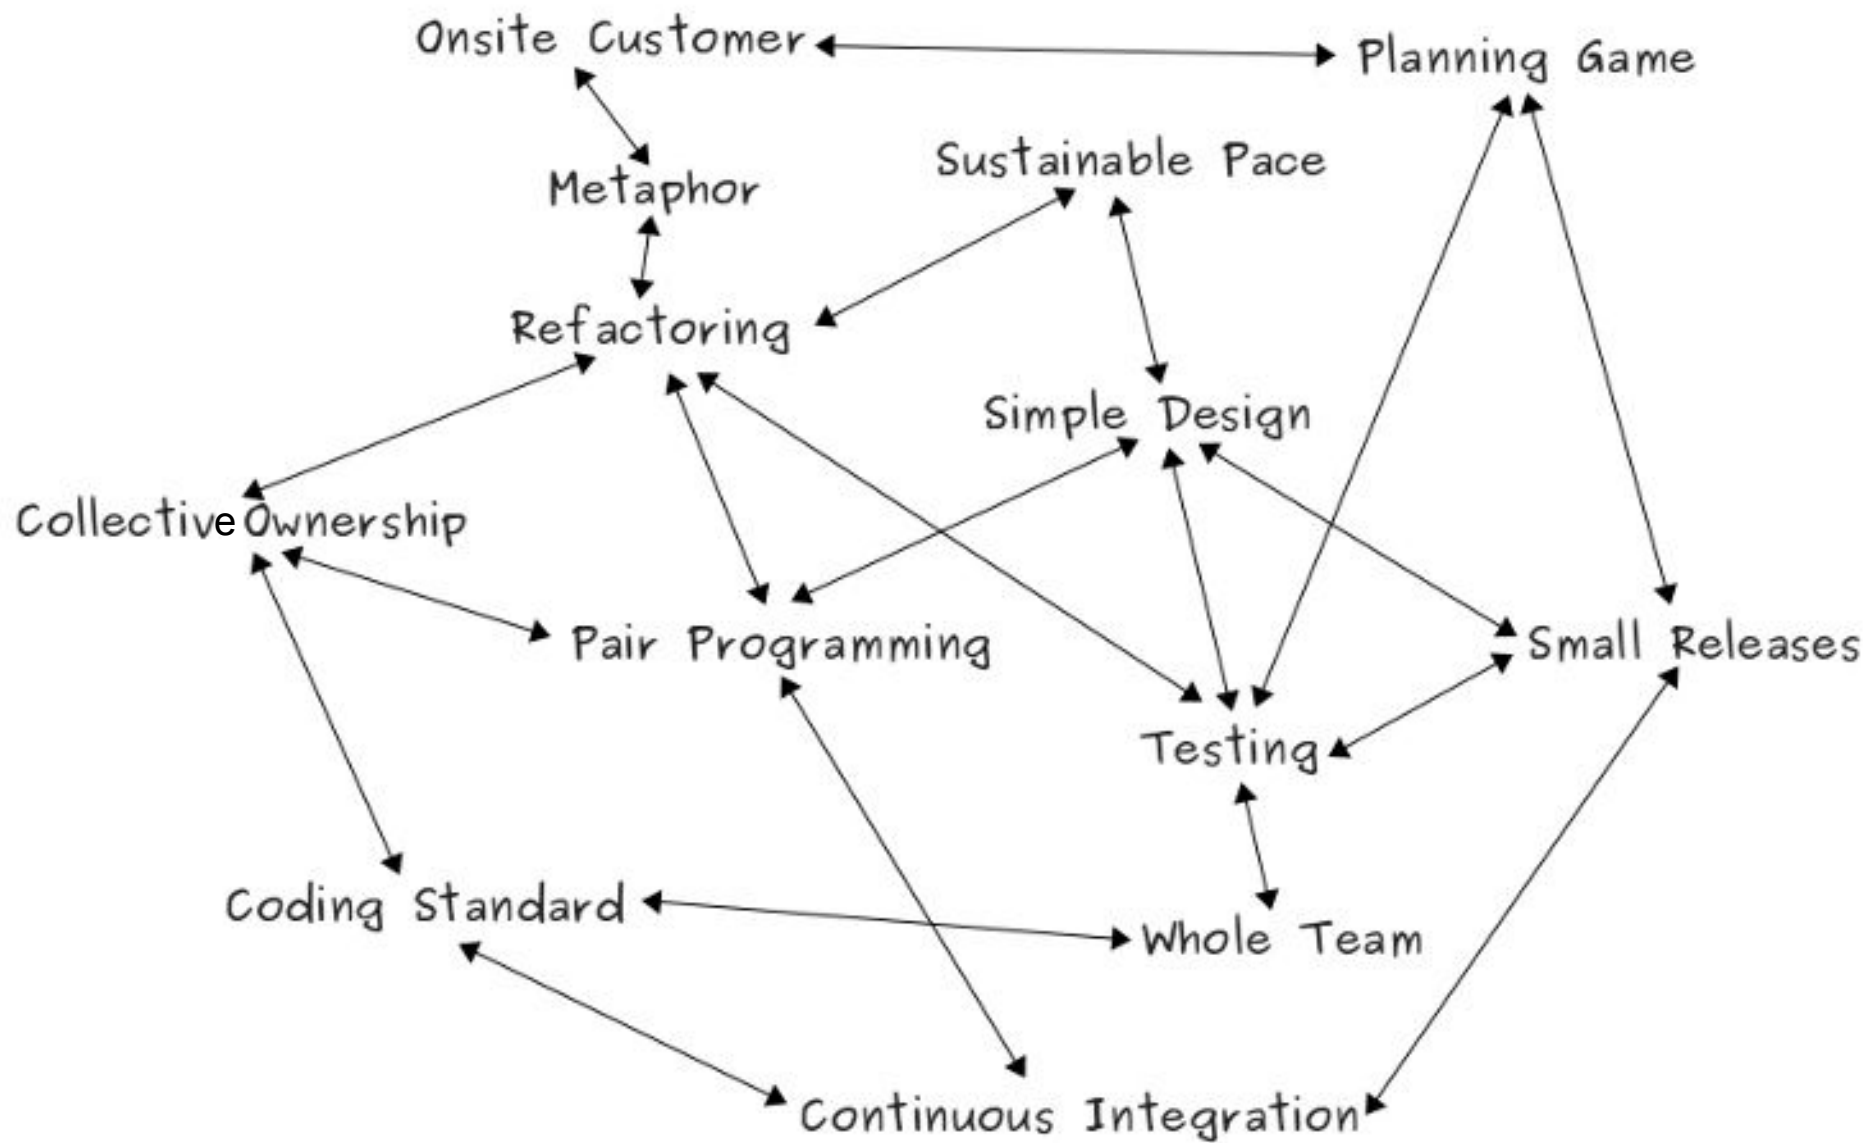 Onsite Customer
Planning Game
Sustainable Pace
Metaphor
Refactoring
Simple Design
Collective Ownership
Pair Programming
Small Releases
Testing
Coding Standard
Whole Team
Continuous Integration